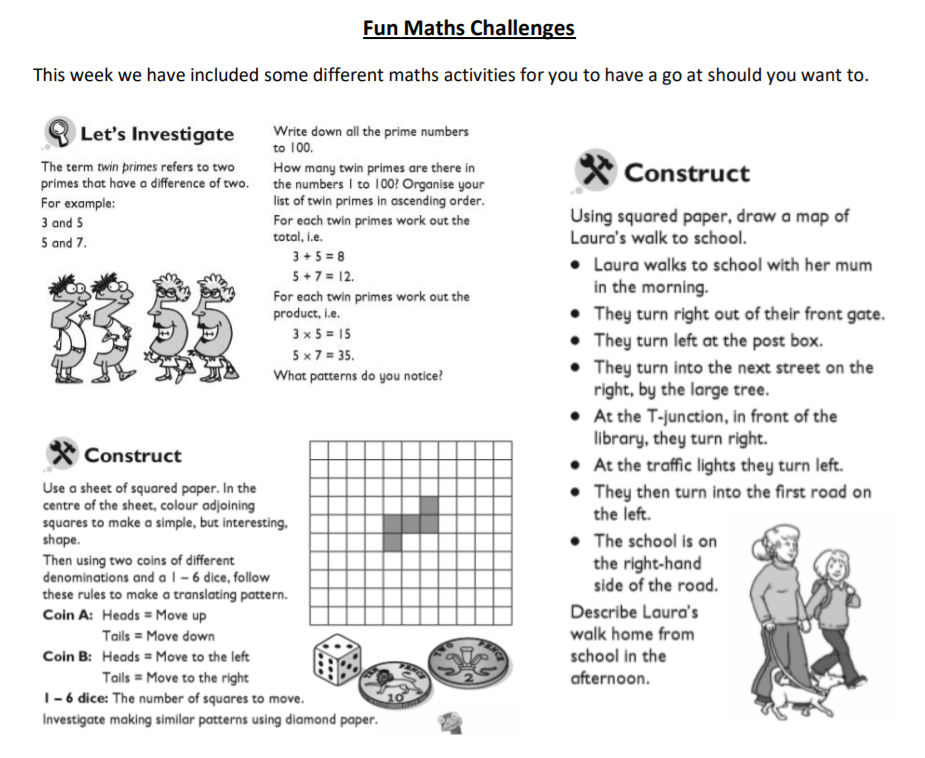 Fun Maths Challenges
This week we have included some different maths activities for you to have a go at should you want to.
Let's Investigate
The term twin primes refers to two
primes that have a difference of two.
For example:
3 and 5
5 and 7.
Write down all the prime numbers
to 100.
How many twin primes are there in
the numbers 1 to 100? Organise your
list of twin primes in ascending order.
For each twin primes work out the
total, i.e.
3 + 5 = 8
5 + 7 = 12.
For each twin primes work out the
product, i.e.
3 x 5 = 15
5 x 7 = 35.
What patterns do you notice?
Construct
Use a sheet of squared paper. In the
centre of the sheet, colour adjoining
squares to make a simple, but interesting,
shape.
Then using two coins of different
denominations and a 1 – 6 dice, follow
these rules to make a translating pattern.
Coin A: Heads = Move up
Tails = Move down
Coin B: Heads = Move to the left
Tails = Move to the right
1 – 6 dice: The number of squares to move.
Investigate making similar patterns using diamond paper.
TEN PENCE
10
TWO PENCE
2
Construct
Using squared paper, draw a map of
Laura's walk to school.
• Laura walks to school with her mum
in the morning.
• They turn right out of their front gate.
• They turn left at the post box.
• They turn into the next street on the
right, by the large tree.
• At the T-junction, in front of the
library, they turn right.
• At the traffic lights they turn left.
• They then turn into the first road on
the left.
• The school is on
the right-hand
side of the road.
Describe Laura's
walk home from
school in the
afternoon.